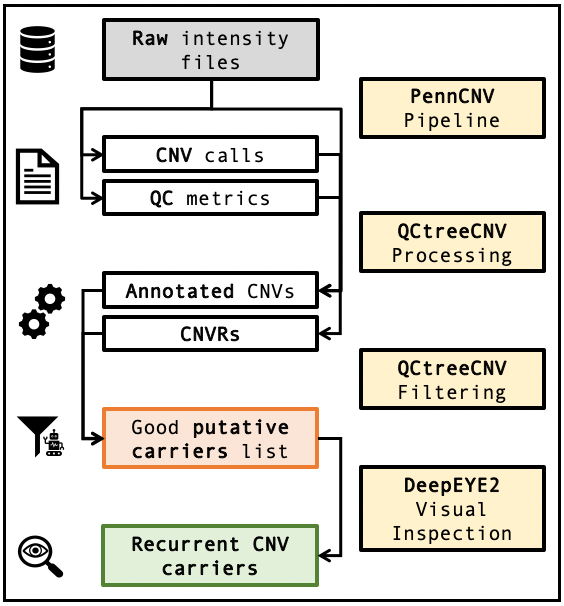 Raw intensity
files
PennCNV
Pipeline
CNV calls
QC metrics
QCtreeCNV
Processing
Annotated CNVs
CNVRs
QCtreeCNV
Filtering
Good putative
carriers list
DeepEYE2
Visual
Inspection
Recurrent CNV
carriers